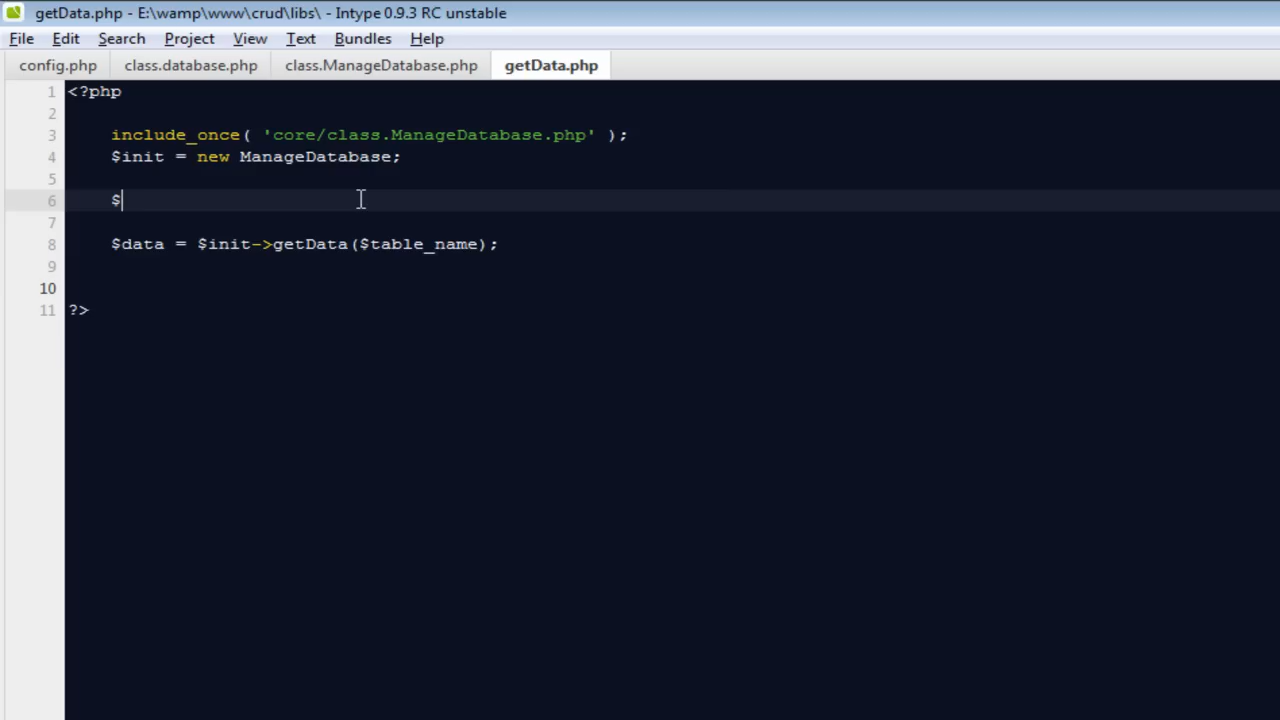 getData.php - E:\wamp\www\crud\libs\ - Intype 0.9.3 RC unstable
File Edit Search Project View Text Bundles Help
config.php class.database.php class.ManageDatabase.php getData.php
1 <?php
2
3 include_once( 'core/class.ManageDatabase.php' );
4 $init = new ManageDatabase;
5
6 $
7
8 $data = $init->getData($table_name);
9
10
11 ?>